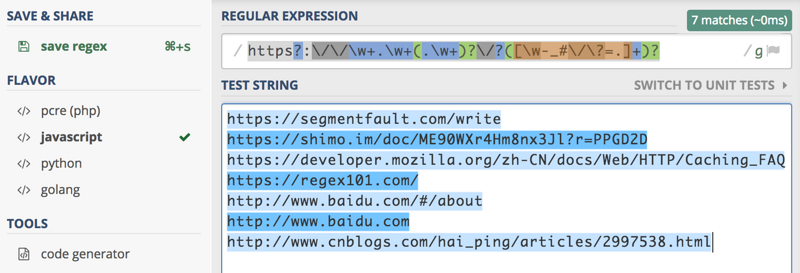 SAVE & SHARE
save regex ⌘+s
FLAVOR
</> pcre (php)
</> javascript
</> python
</> golang
TOOLS
code generator
REGULAR EXPRESSION
7 matches (~0ms)
/ https?:\/\/\w+.\w+(.\w+)?\/?([\w-_#\/\?=.]+)? /g
TEST STRING
SWITCH TO UNIT TESTS
https://segmentfault.com/write
https://shimo.im/doc/ME90WXr4Hm8nx3Jl?r=PPGD2D
https://developer.mozilla.org/zh-CN/docs/Web/HTTP/Caching_FAQ
https://regex101.com/
http://www.baidu.com/#/about
http://www.baidu.com
http://www.cnblogs.com/hai_ping/articles/2997538.html